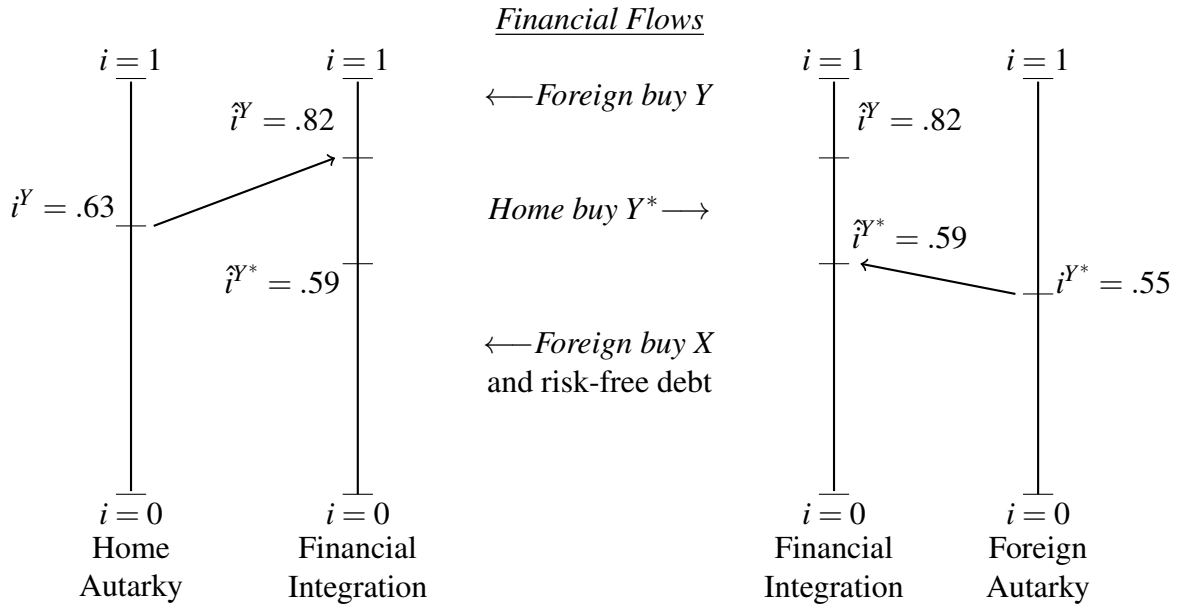 Financial Flows
i = 1
i = 1
i = 1
i = 1
←—Foreign buy Y
î^Y = .82
î^Y = .82
i^Y = .63
Home buy Y* —→
î^{Y*} = .59
î^{Y*} = .59
i^{Y*} = .55
←—Foreign buy X
and risk-free debt
i = 0
i = 0
i = 0
i = 0
Home
Autarky
Financial
Integration
Financial
Integration
Foreign
Autarky